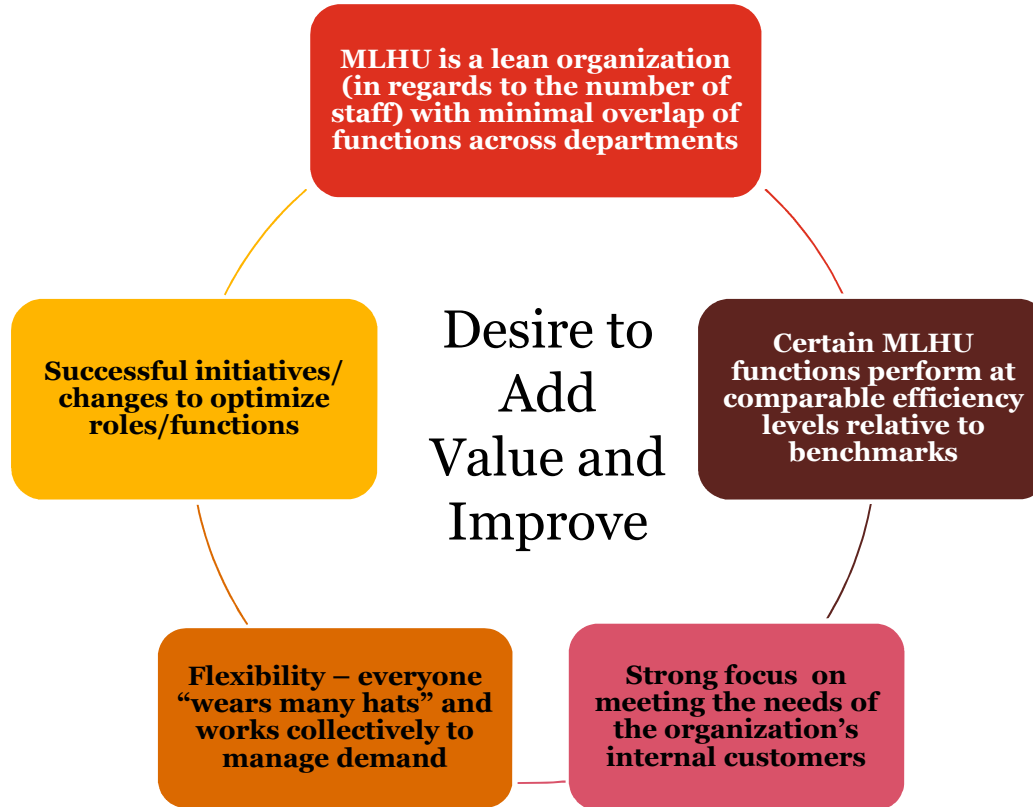 MLHU is a lean organization
(in regards to the number of
staff) with minimal overlap of
functions across departments
Successful initiatives/
changes to optimize
roles/functions
Desire to
Add
Value and
Improve
Certain MLHU
functions perform at
comparable efficiency
levels relative to
benchmarks
Flexibility – everyone
“wears many hats” and
works collectively to
manage demand
Strong focus  on
meeting the needs of
the organization’s
internal customers